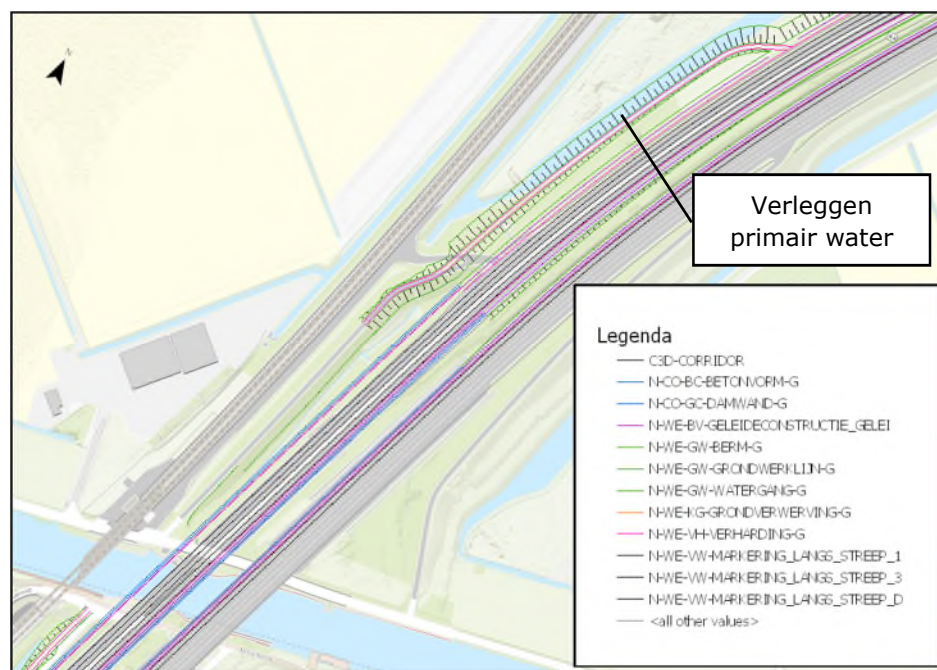 N
Verleggen
primair water
Legenda
C3D-CORRIDOR
N-CO-BC-BETONVORM-G
N-CO-GC-DAMWAND-G
N-WE-BV-GELEIDECONSTRUCTIE_GELEI
N-WE-GW-BERM-G
N-WE-GW-GRONDWERKLIJN-G
N-WE-GW-WATERGANG-G
N-WE-KG-GRONDVERWERVING-G
N-WE-VH-VERHARDING-G
N-WE-VW-MARKERING_LANGS_STREEP_1
N-WE-VW-MARKERING_LANGS_STREEP_3
N-WE-VW-MARKERING_LANGS_STREEP_D
<all other values>